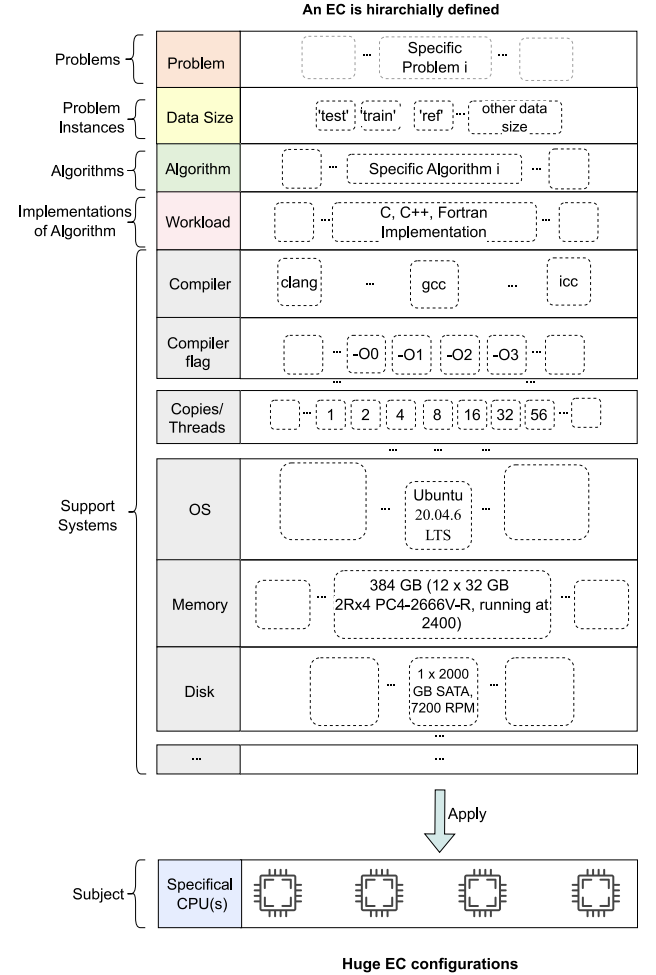 An EC is hirarchially defined
Problems
Problem
...
Specific
Problem i
...
Problem
Instances
Data Size
'test'
'train'
'ref'
...
other data
size
Algorithms
Algorithm
...
Specific Algorithm i
...
Implementations
of Algorithm
Workload
...
C, C++, Fortran
Implementation
...
Compiler
clang
...
gcc
...
icc
Compiler
flag
...
-O0
-O1
-O2
-O3
...
...
...
Copies/
Threads
...
1
2
4
8
16
32
56
...
...
...
...
Support
Systems
OS
...
Ubuntu
20.04.6
LTS
...
Memory
...
384 GB (12 x 32 GB
2Rx4 PC4-2666V-R, running at
2400)
...
Disk
...
1 x 2000
GB SATA,
7200 RPM
...
...
...
...
Apply
Subject
Specifical
CPU(s)
Huge EC configurations